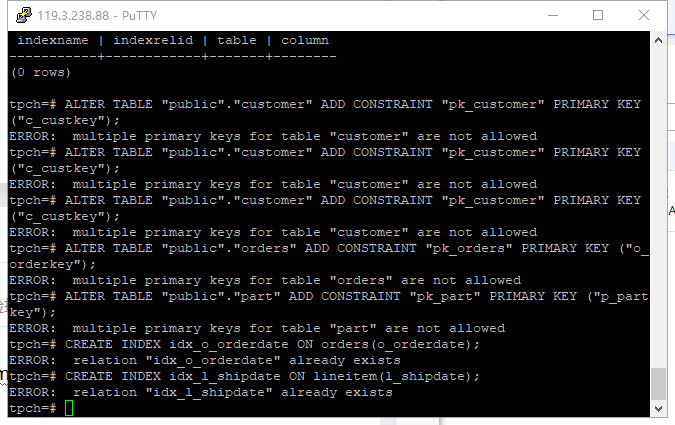 119.3.238.88 - PuTTY
indexname | indexrelid | table | column
-----------+------------+-------+--------
(0 rows)
tpch=# ALTER TABLE "public"."customer" ADD CONSTRAINT "pk_customer" PRIMARY KEY
("c_custkey");
ERROR:  multiple primary keys for table "customer" are not allowed
tpch=# ALTER TABLE "public"."customer" ADD CONSTRAINT "pk_customer" PRIMARY KEY
("c_custkey");
ERROR:  multiple primary keys for table "customer" are not allowed
tpch=# ALTER TABLE "public"."customer" ADD CONSTRAINT "pk_customer" PRIMARY KEY
("c_custkey");
ERROR:  multiple primary keys for table "customer" are not allowed
tpch=# ALTER TABLE "public"."orders" ADD CONSTRAINT "pk_orders" PRIMARY KEY ("o_
orderkey");
ERROR:  multiple primary keys for table "orders" are not allowed
tpch=# ALTER TABLE "public"."part" ADD CONSTRAINT "pk_part" PRIMARY KEY ("p_part
key");
ERROR:  multiple primary keys for table "part" are not allowed
tpch=# CREATE INDEX idx_o_orderdate ON orders(o_orderdate);
ERROR:  relation "idx_o_orderdate" already exists
tpch=# CREATE INDEX idx_l_shipdate ON lineitem(l_shipdate);
ERROR:  relation "idx_l_shipdate" already exists
tpch=#